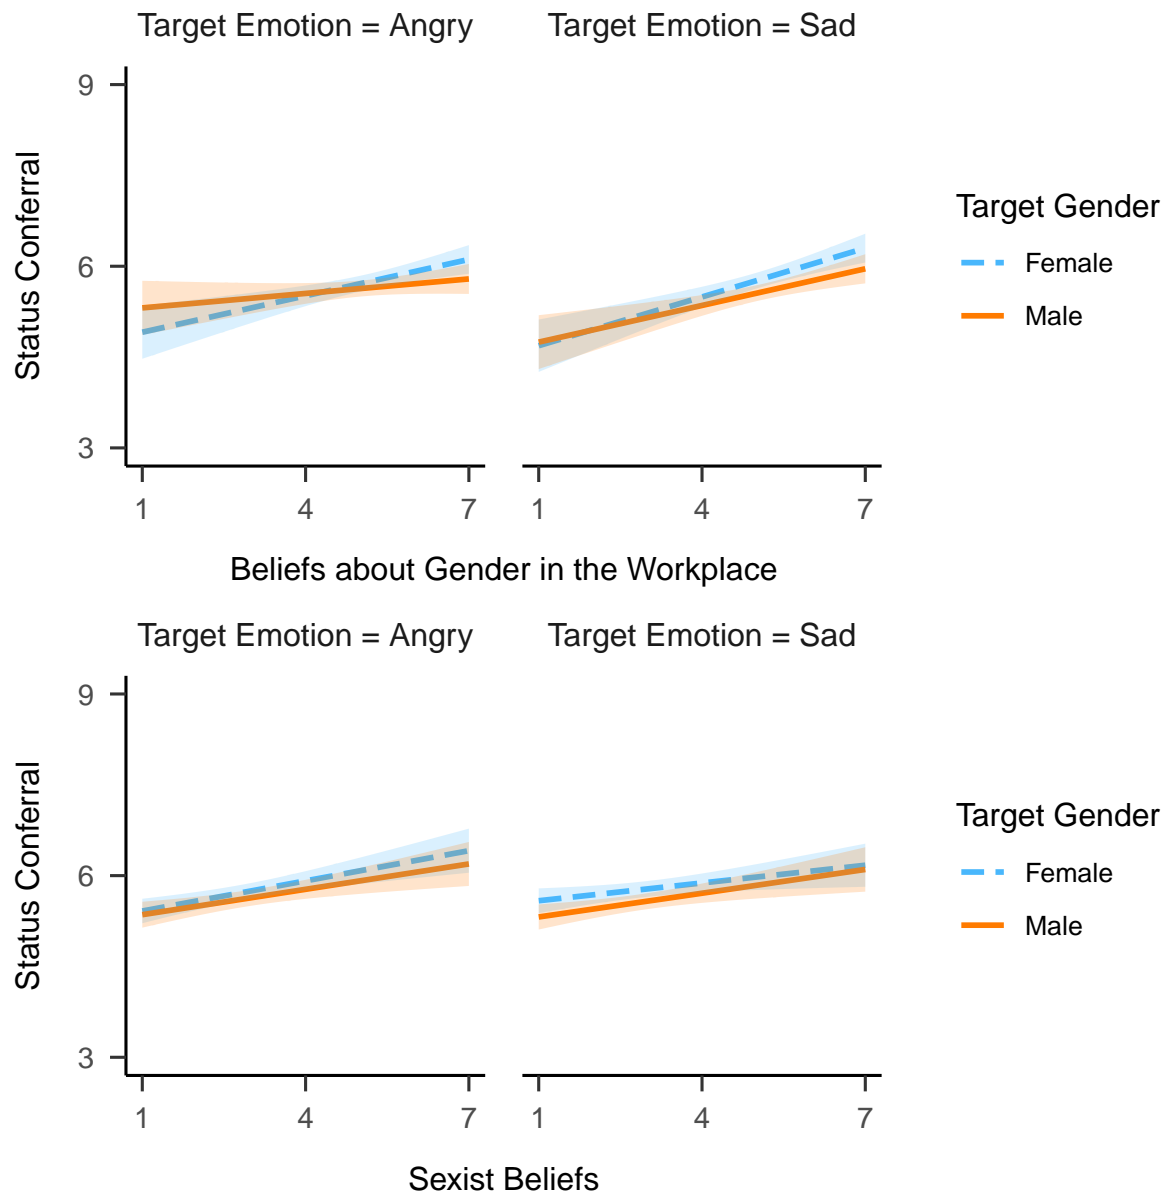 Target Emotion = Angry
Target Emotion = Sad
9
6
3
Status Conferral
1
4
7
1
4
7
Beliefs about Gender in the Workplace
Target Gender
Female
Male
Target Emotion = Angry
Target Emotion = Sad
9
6
3
Status Conferral
1
4
7
1
4
7
Sexist Beliefs
Target Gender
Female
Male